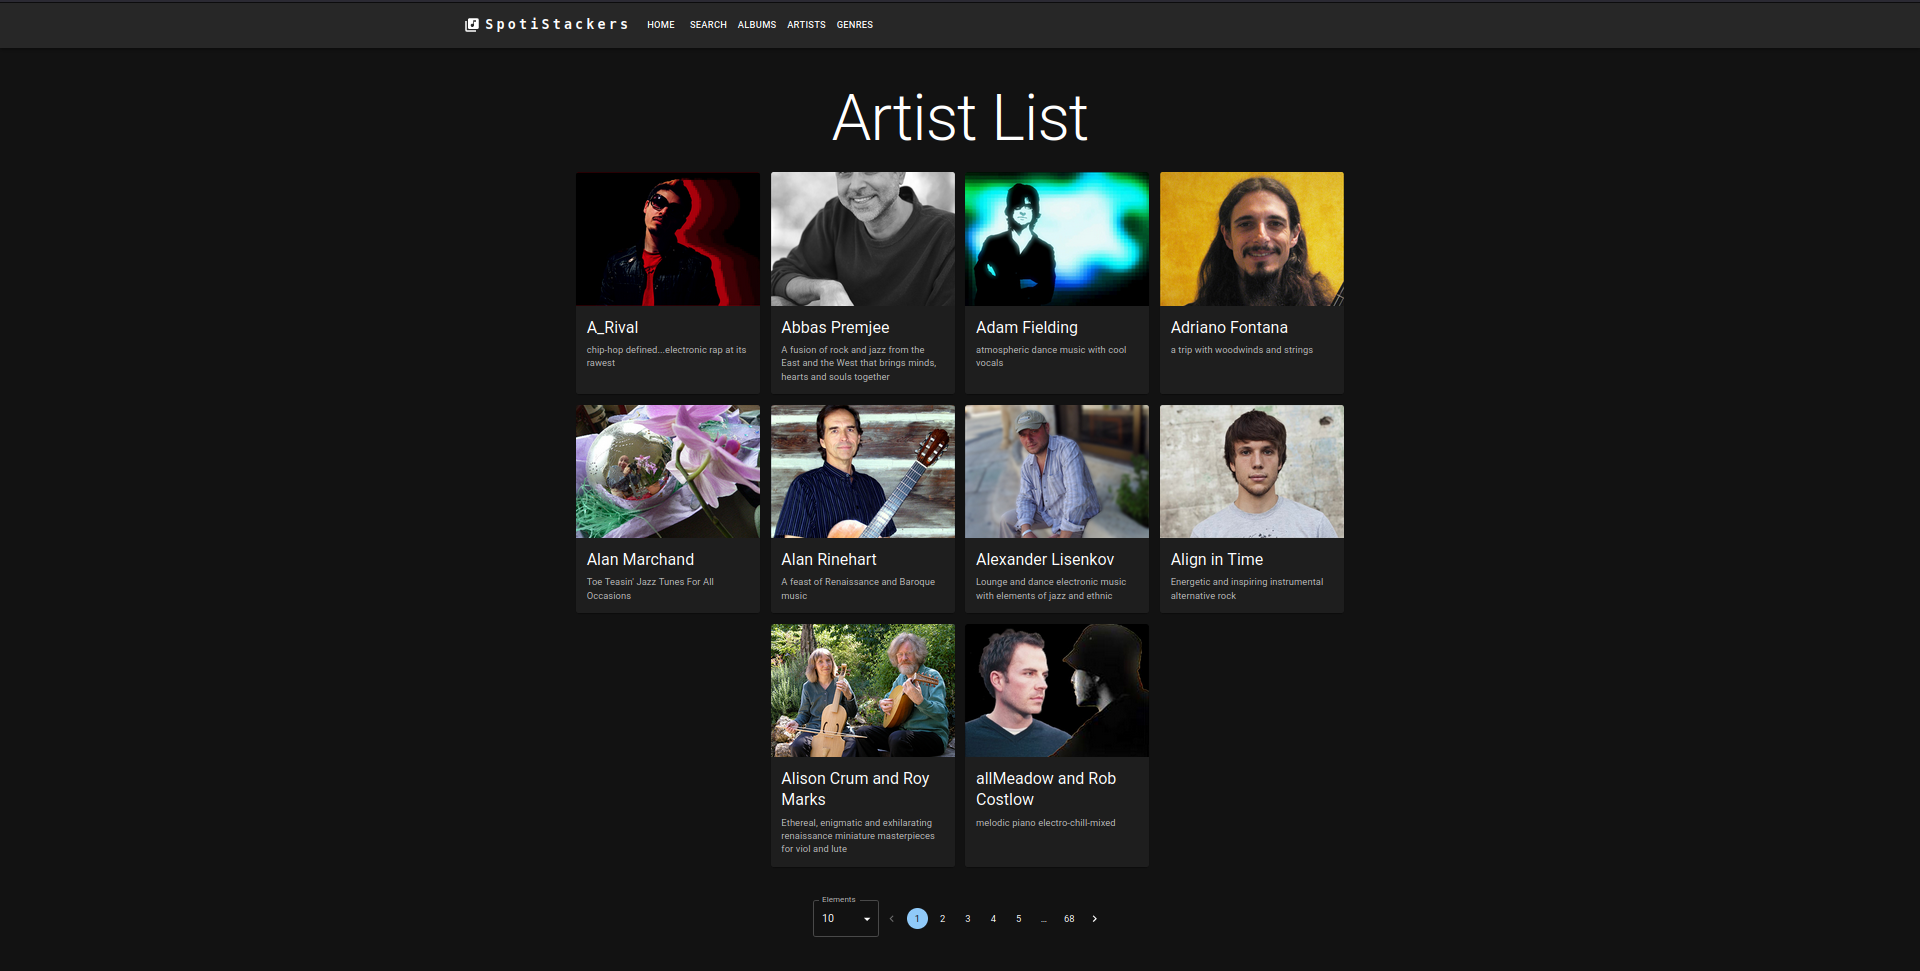 SpotiStackers HOME SEARCH ALBUMS ARTISTS GENRES
Artist List
A_Rival
chip-hop defined...electronic rap at its
rawest
Abbas Premjee
A fusion of rock and jazz from the
East and the West that brings minds,
hearts and souls together
Adam Fielding
atmospheric dance music with cool
vocals
Adriano Fontana
a trip with woodwinds and strings
Alan Marchand
Toe Teasin' Jazz Tunes For All
Occasions
Alan Rinehart
A feast of Renaissance and Baroque
music
Alexander Lisenkov
Lounge and dance electronic music
with elements of jazz and ethnic
Align in Time
Energetic and inspiring instrumental
alternative rock
Alison Crum and Roy
Marks
Ethereal, enigmatic and exhilarating
renaissance miniature masterpieces
for viol and lute
allMeadow and Rob
Costlow
melodic piano electro-chill-mixed
Elements
10 ‹ 1 2 3 4 5 … 68 ›